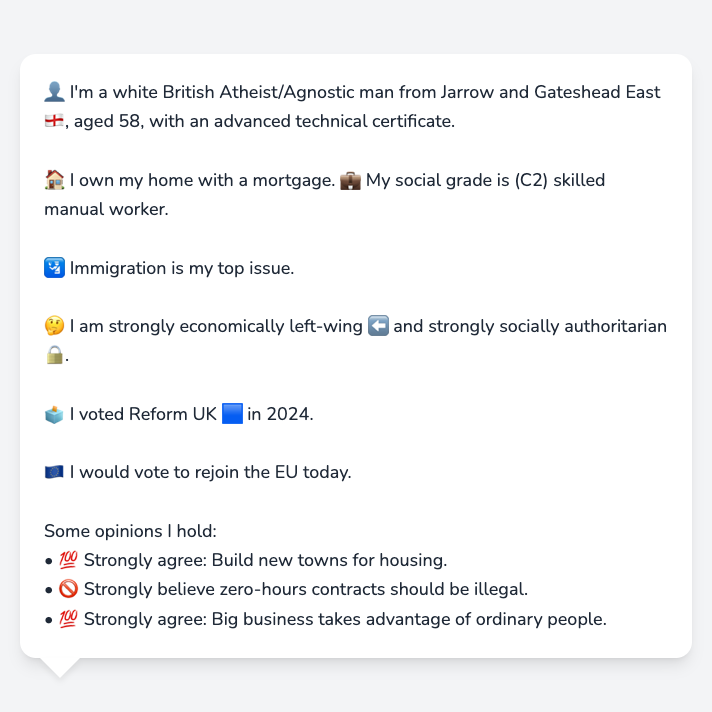 👤 I'm a white British Atheist/Agnostic man from Jarrow and Gateshead East
🏴󠁧󠁢󠁥󠁮󠁧󠁿, aged 58, with an advanced technical certificate.
🏠 I own my home with a mortgage. 💼 My social grade is (C2) skilled
manual worker.
🛂 Immigration is my top issue.
🤔 I am strongly economically left-wing ⬅️ and strongly socially authoritarian
🔒.
🗳️ I voted Reform UK 🟦 in 2024.
🇪🇺 I would vote to rejoin the EU today.
Some opinions I hold:
• 💯 Strongly agree: Build new towns for housing.
• 🚫 Strongly believe zero-hours contracts should be illegal.
• 💯 Strongly agree: Big business takes advantage of ordinary people.